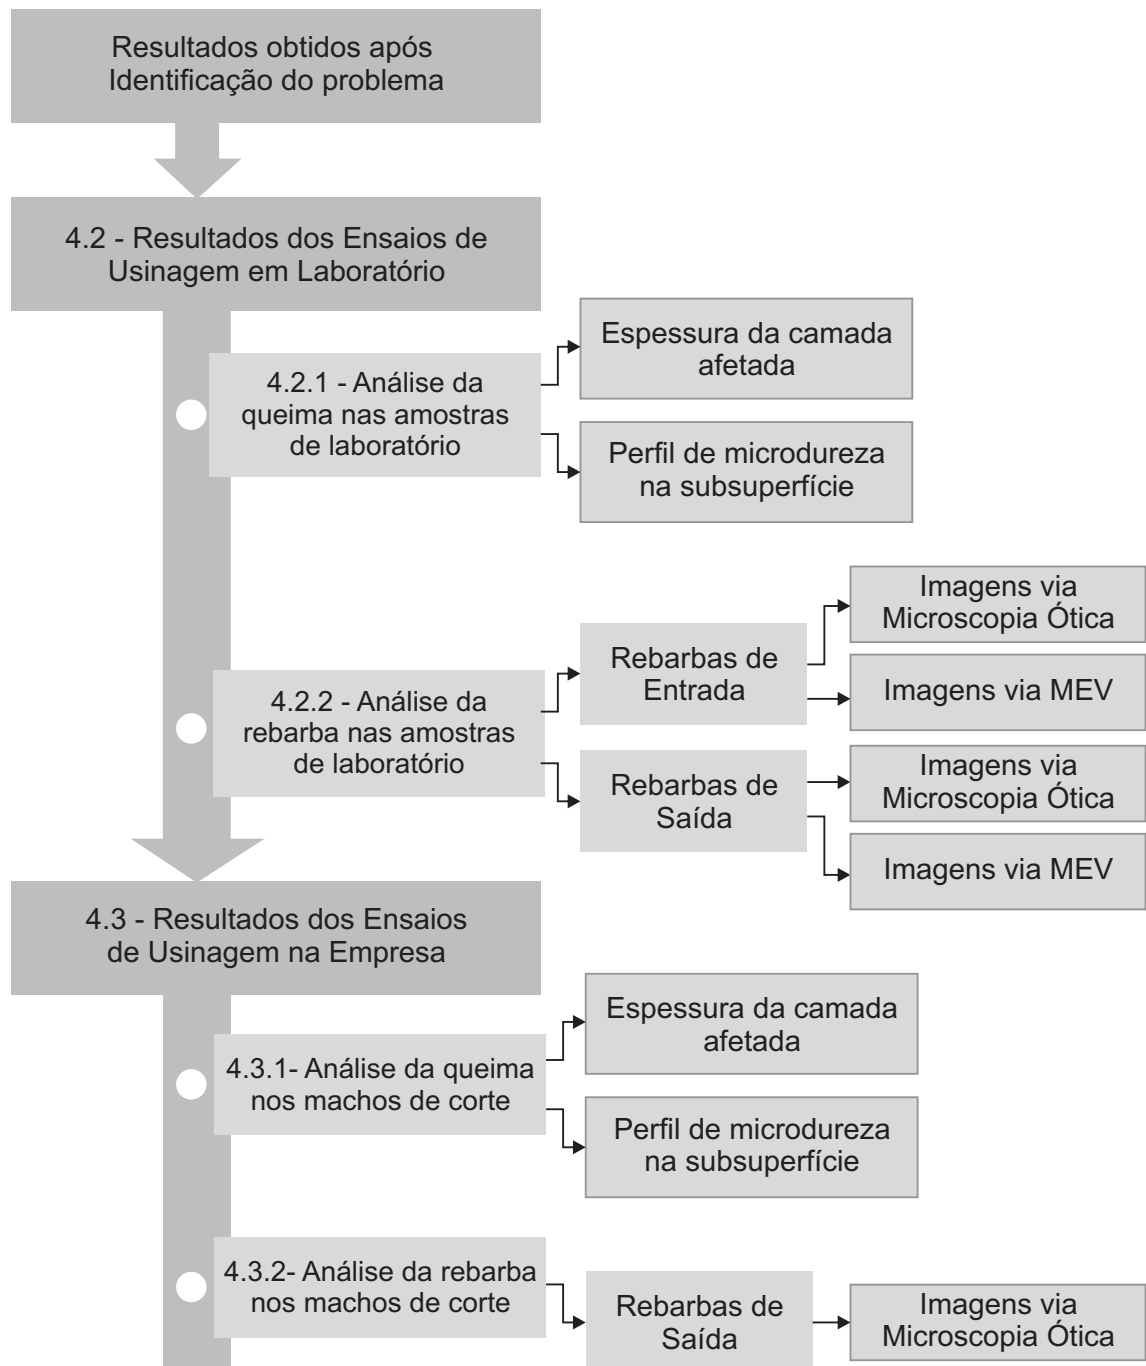 Resultados obtidos após
Identificação do problema
4.2 - Resultados dos Ensaios de
Usinagem em Laboratório
4.2.1 - Análise da
queima nas amostras
de laboratório
Espessura da camada
afetada
Perfil de microdureza
na subsuperfície
4.2.2 - Análise da
rebarba nas amostras
de laboratório
Rebarbas de
Entrada
Imagens via
Microscopia Ótica
Imagens via MEV
Rebarbas de
Saída
Imagens via
Microscopia Ótica
Imagens via MEV
4.3 - Resultados dos Ensaios
de Usinagem na Empresa
4.3.1- Análise da queima
nos machos de corte
Espessura da camada
afetada
Perfil de microdureza
na subsuperfície
4.3.2- Análise da rebarba
nos machos de corte
Rebarbas de
Saída
Imagens via
Microscopia Ótica